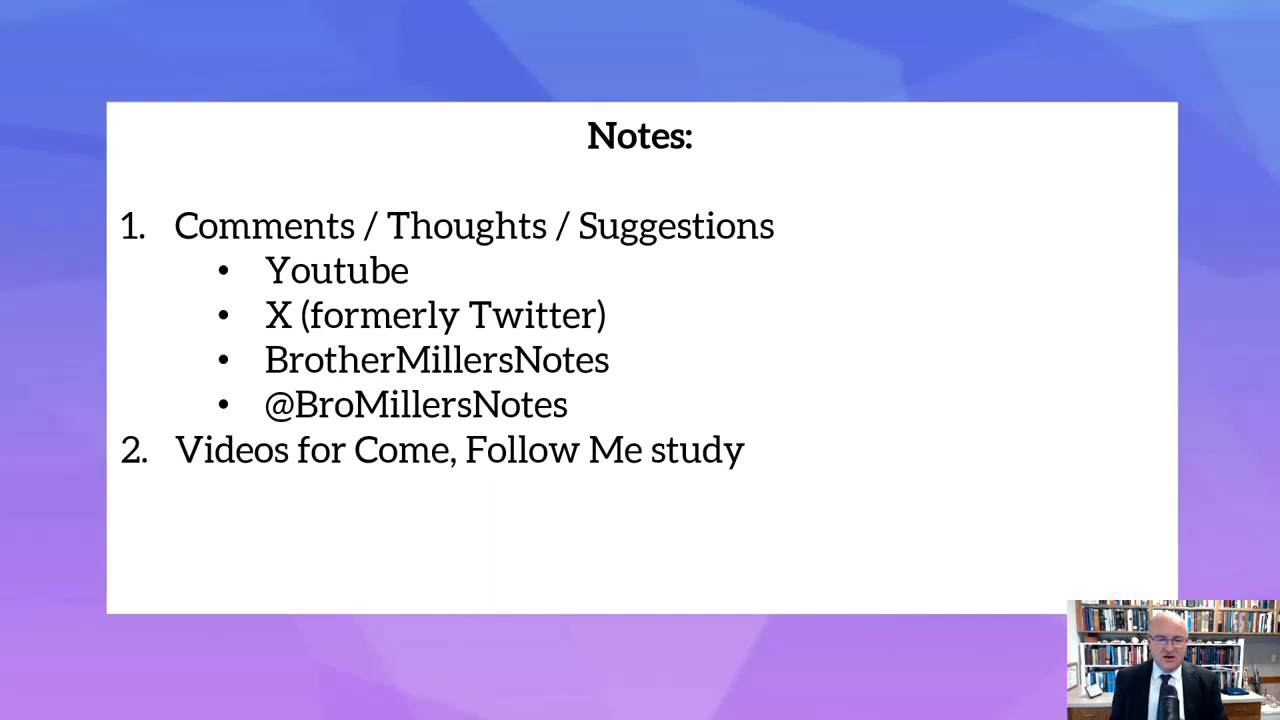 Notes:
1. Comments / Thoughts / Suggestions
• Youtube
• X (formerly Twitter)
• BrotherMillersNotes
• @BroMillersNotes
2. Videos for Come, Follow Me study